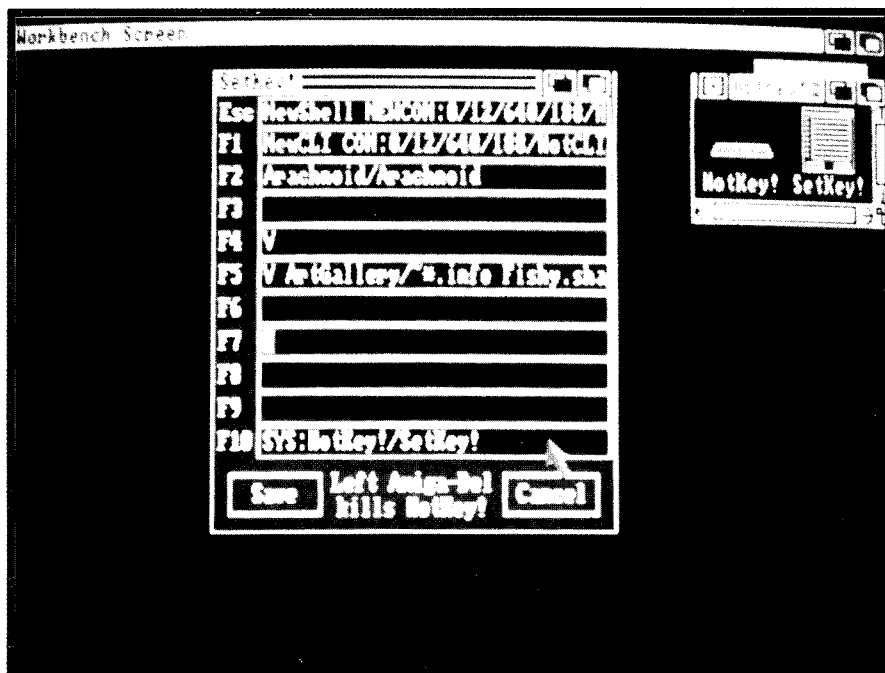 Workbench Screen
SetKey!
Esc NewShell NEWCON:0/12/640/188/H
F1 NewCLI CON:0/12/640/188/HotCLI
F2 Arachnoid/Arachnoid
F3
F4 V
F5 V ArtGallery/~#.info Fishy.sha
F6
F7
F8
F9
F10 SYS:HotKey!/SetKey!
Save
Left Amiga-Del
kills HotKey!
Cancel
HotKey! SetKey!